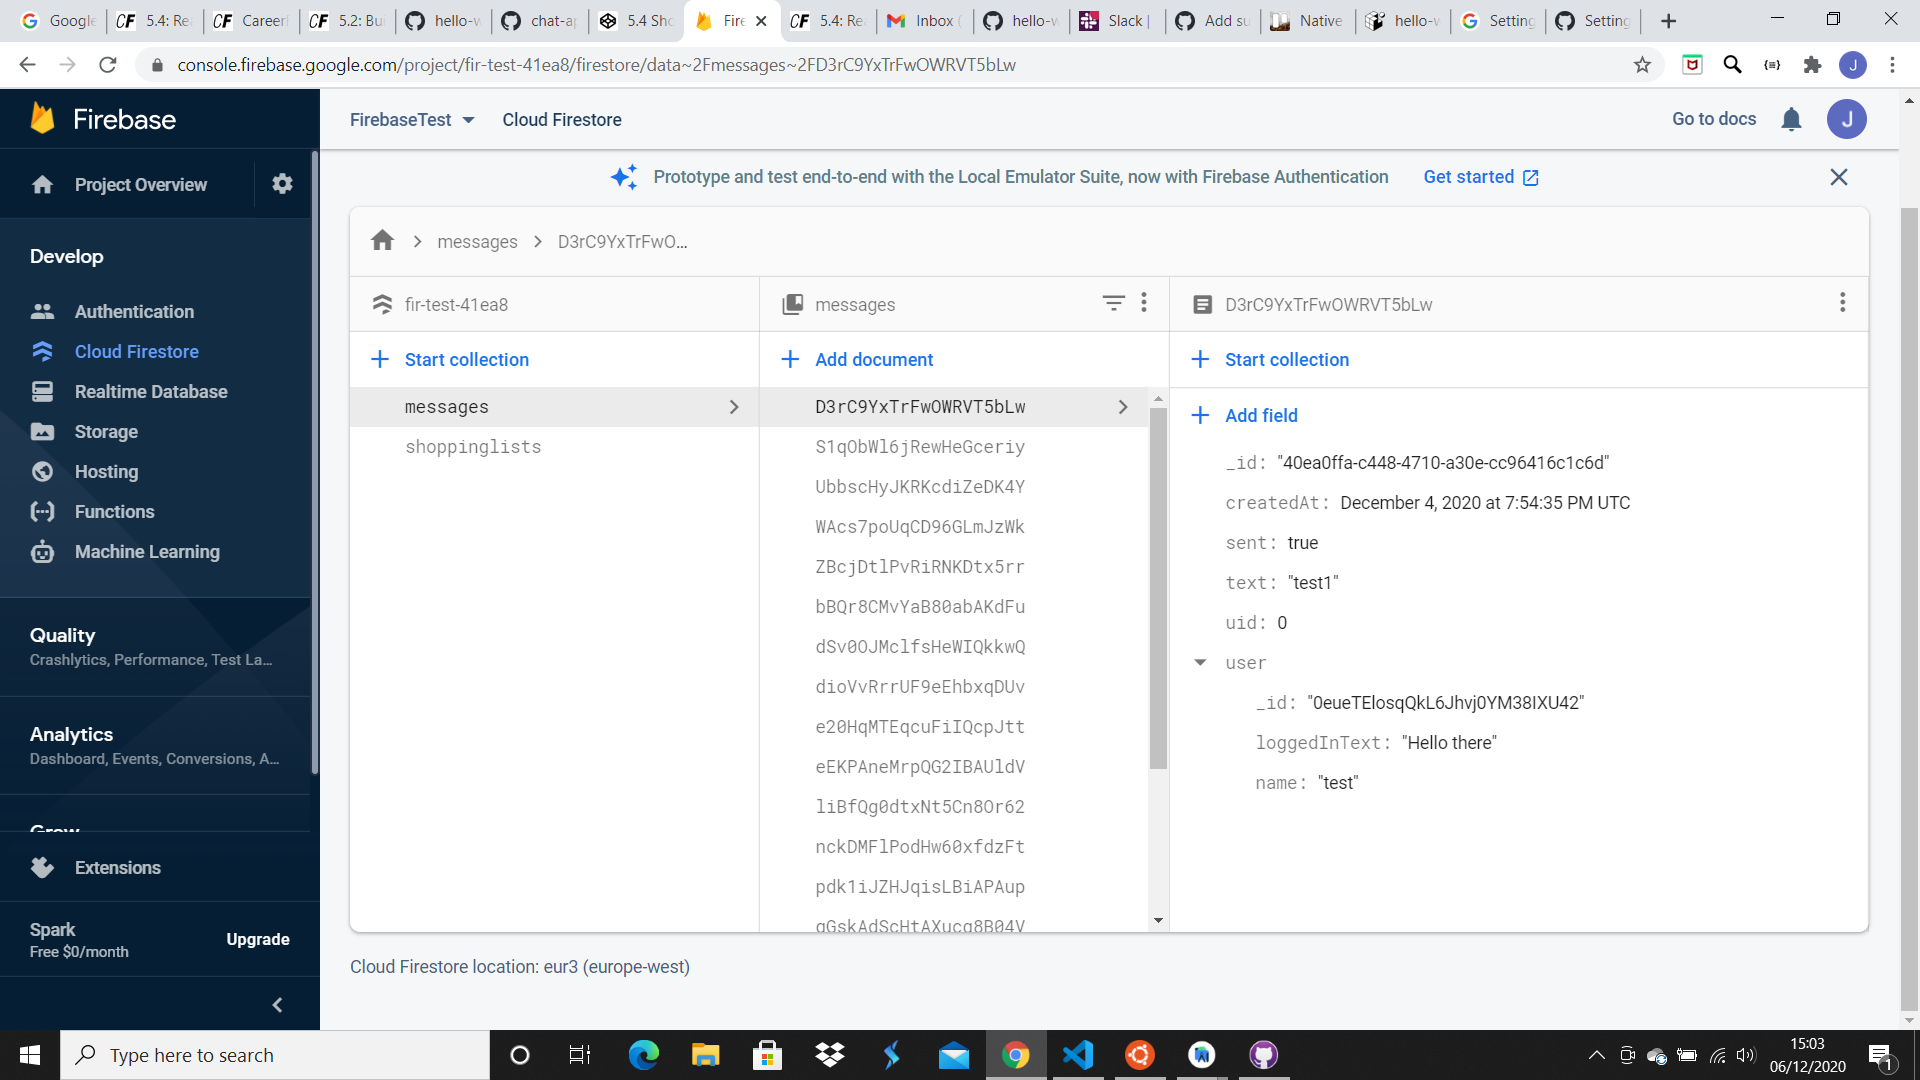 Google
5.4: Rea
CareerF
5.2: Bui
hello-w
chat-ap
5.4 Sho
Fire
5.4: Rea
Inbox (
hello-w
Slack |
Add su
Native
hello-w
Setting
Setting
console.firebase.google.com/project/fir-test-41ea8/firestore/data~2Fmessages~2FD3rC9YxTrFwOWRVT5bLw
J
Firebase
FirebaseTest
Cloud Firestore
Go to docs
J
Prototype and test end-to-end with the Local Emulator Suite, now with Firebase Authentication
Get started
Project Overview
Develop
Authentication
Cloud Firestore
Realtime Database
Storage
Hosting
Functions
Machine Learning
Quality
Crashlytics, Performance, Test La...
Analytics
Dashboard, Events, Conversions, A...
Grow
Extensions
Spark
Free $0/month
Upgrade
messages
D3rC9YxTrFwO...
fir-test-41ea8
Start collection
messages
shoppinglists
messages
Add document
D3rC9YxTrFwOWRVT5bLw
S1qObWl6jRewHeGceriy
UbbscHyJKRKcdiZeDK4Y
WAcs7poUqCD96GLmJzWk
ZBcjDtlPvRiRNKDtx5rr
bBQr8CMvYaB80abAKdFu
dSv0OJMclfsHeWIQkkwQ
dioVvRrrUF9eEhbxqDUv
e20HqMTEqcuFiIQcpJtt
eEKPAneMrpQG2IBAUldV
liBfQg0dtxNt5Cn8Or62
nckDMFlPodHw60xfdzFt
pdk1iJZHJqisLBiAPAup
qGskAdScHtAXucq8B04V
D3rC9YxTrFwOWRVT5bLw
Start collection
Add field
_id: "40ea0ffa-c448-4710-a30e-cc96416c1c6d"
createdAt: December 4, 2020 at 7:54:35 PM UTC
sent: true
text: "test1"
uid: 0
user
_id: "0eueTElosqQkL6Jhvj0YM38IXU42"
loggedInText: "Hello there"
name: "test"
Cloud Firestore location: eur3 (europe-west)
Type here to search
15:03
06/12/2020
1